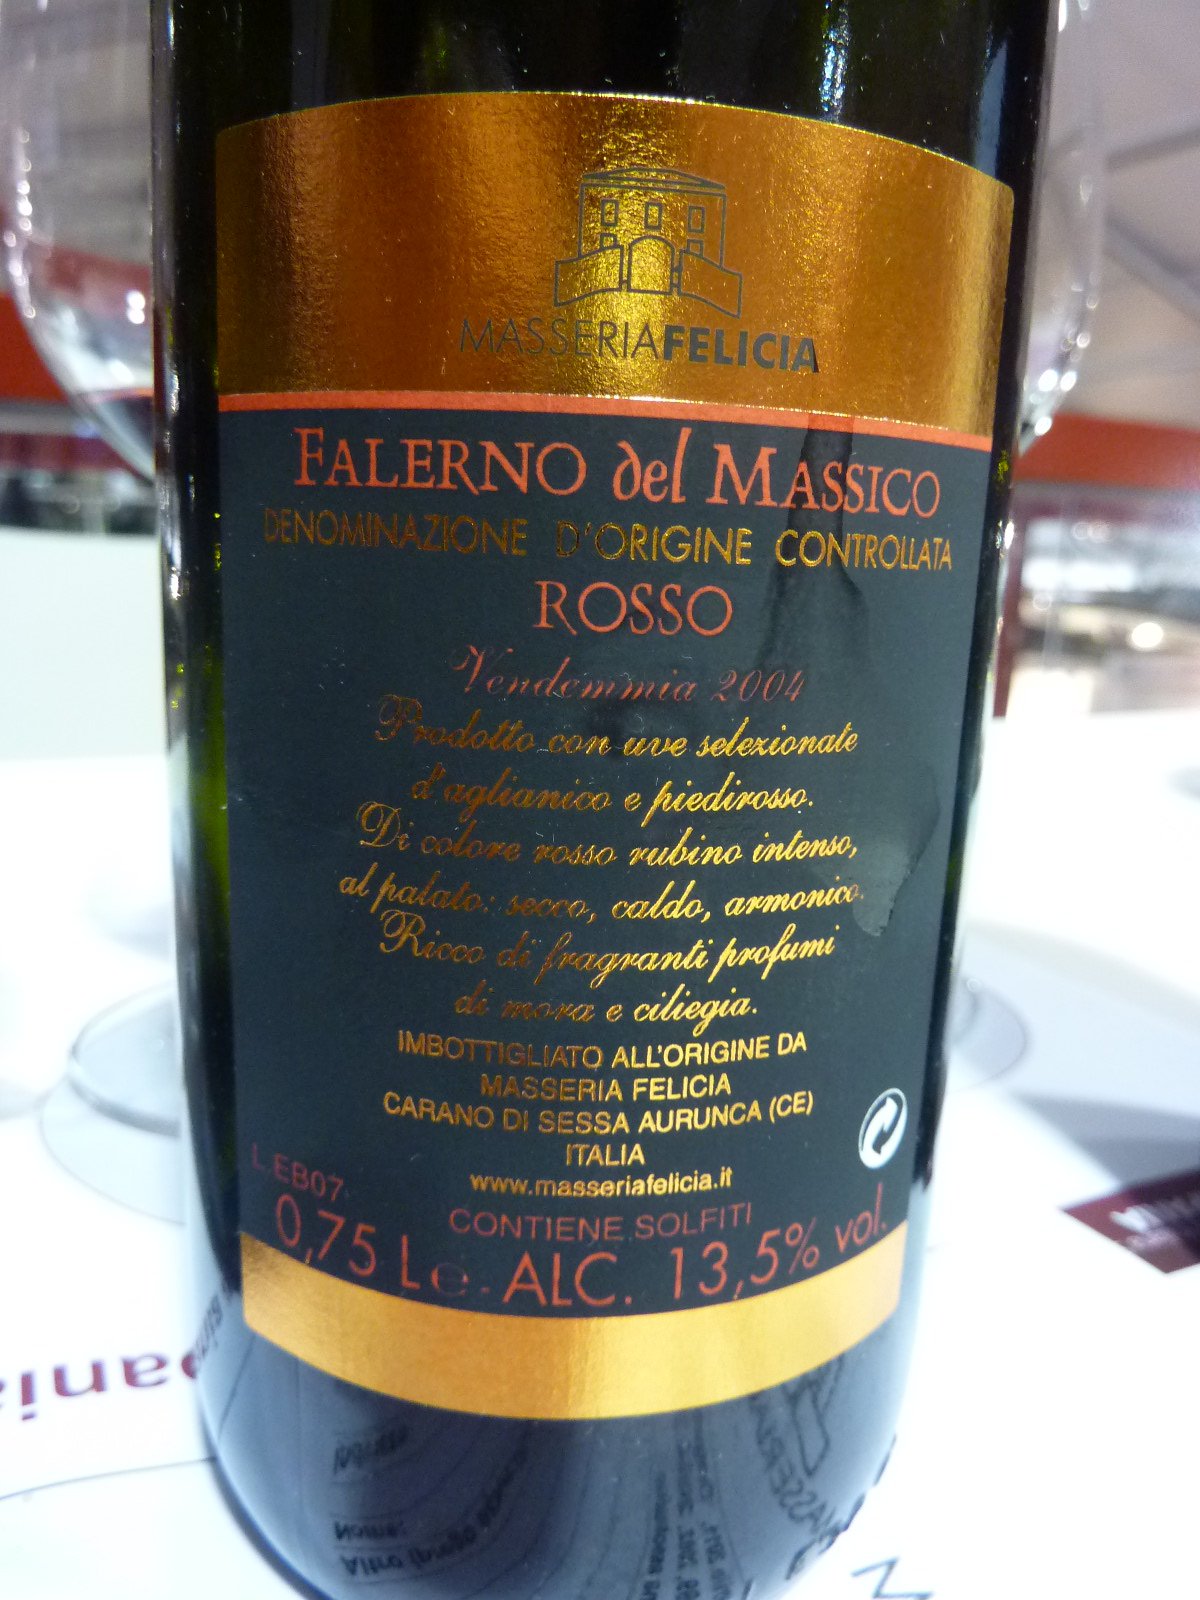 MASSERIAFELICIA
FALERNO del MASSICO
DENOMINAZIONE D'ORIGINE CONTROLLATA
ROSSO
Vendemmia 2004
Prodotto con uve selezionate
d'aglianico e piedirosso.
Di colore rosso rubino intenso,
al palato: secco, caldo, armonico.
Ricco di fragranti profumi
di mora e ciliegia.
IMBOTTIGLIATO ALL'ORIGINE DA
MASSERIA FELICIA
CARANO DI SESSA AURUNCA (CE)
ITALIA
www.masseriafelicia.it
L EB07
CONTIENE SOLFITI
0,75 L e - ALC. 13,5% vol.
Nome:
Altro (prego